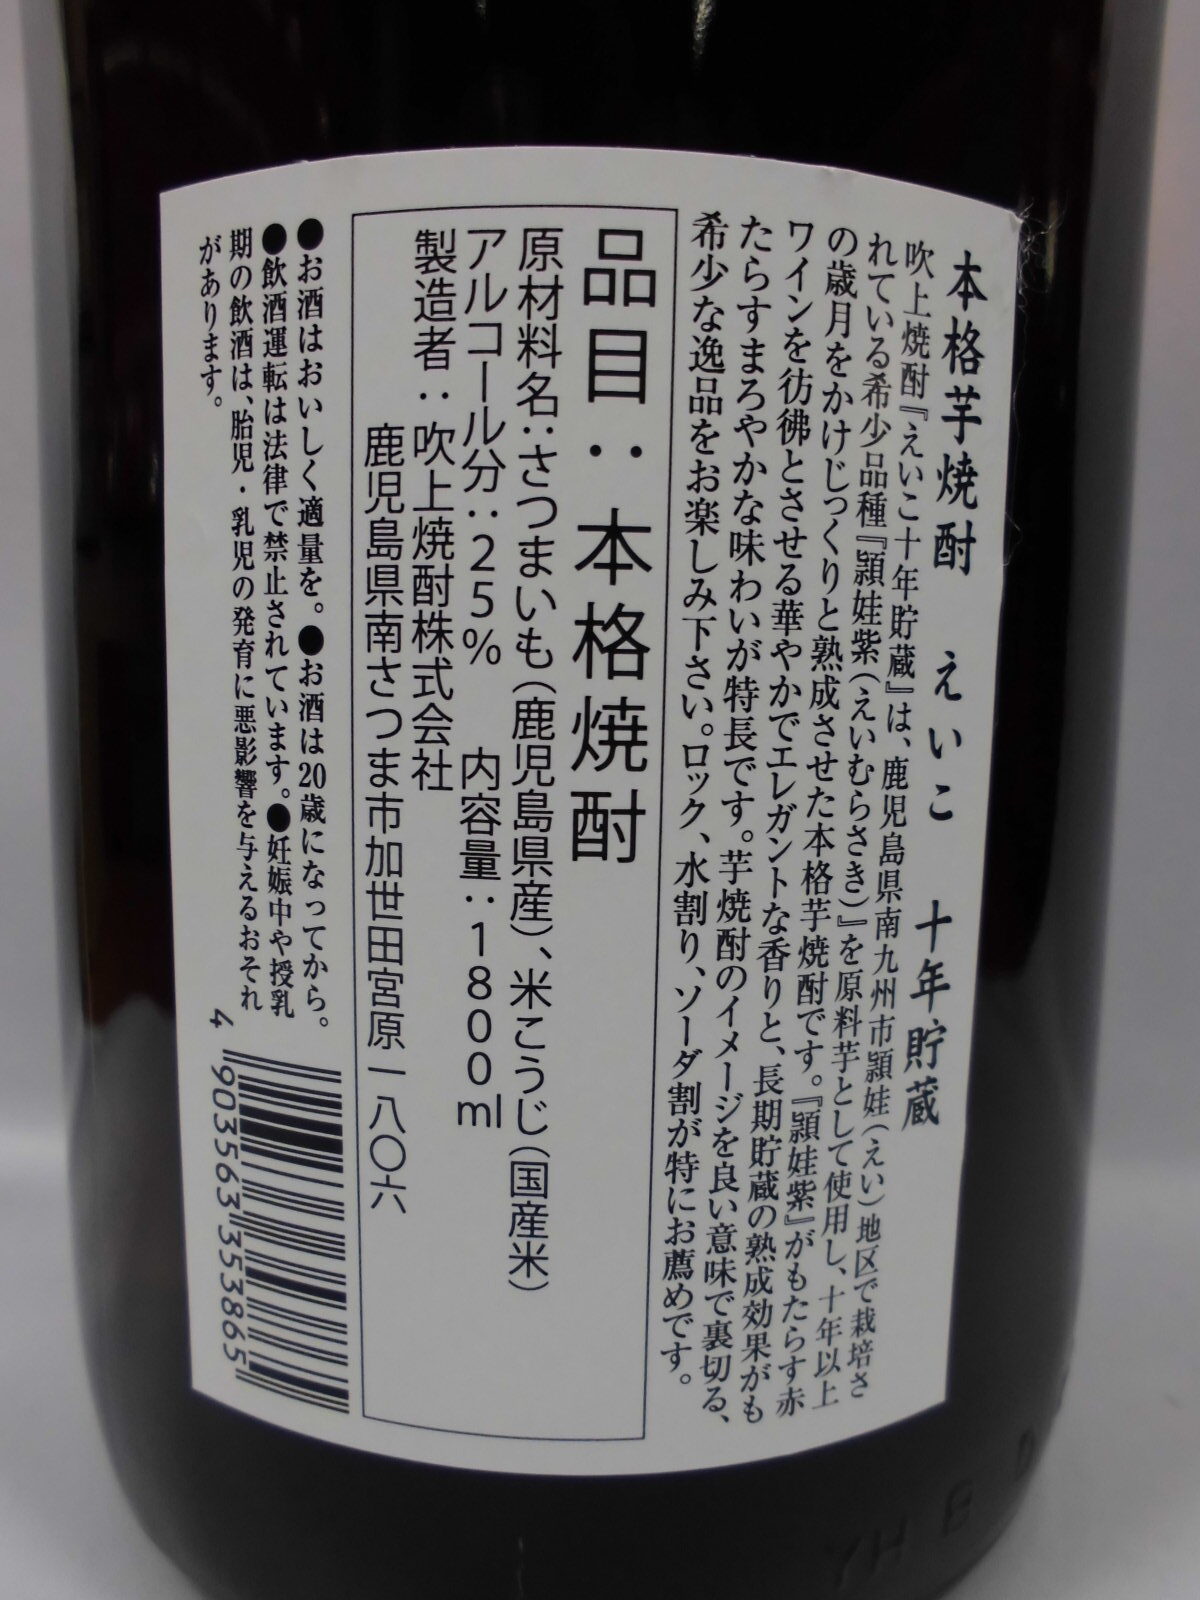 本格芋焼酎 えいこ 十年貯蔵
吹上焼酎『えいこ十年貯蔵』は、鹿児島県南九州市頴娃(えい)地区で栽培さ
れている希少品種『頴娃紫(えいむらさき)』を原料芋として使用し、十年以上
の歳月をかけじっくりと熟成させた本格芋焼酎です。『頴娃紫』がもたらす赤
ワインを彷彿とさせる華やかでエレガントな香りと、長期貯蔵の熟成効果がも
たらすまろやかな味わいが特長です。芋焼酎のイメージを良い意味で裏切る、
希少な逸品をお楽しみ下さい。ロック、水割り、ソーダ割が特にお薦めです。
品目：本格焼酎
原材料名：さつまいも(鹿児島県産)、米こうじ(国産米)
アルコール分：25% 内容量：1800ml
製造者：吹上焼酎株式会社
鹿児島県南さつま市加世田宮原一八〇六
●お酒はおいしく適量を。●お酒は20歳になってから。
●飲酒運転は法律で禁止されています。●妊娠中や授乳
期の飲酒は、胎児・乳児の発育に悪影響を与えるおそれ
があります。
4 903563 353865